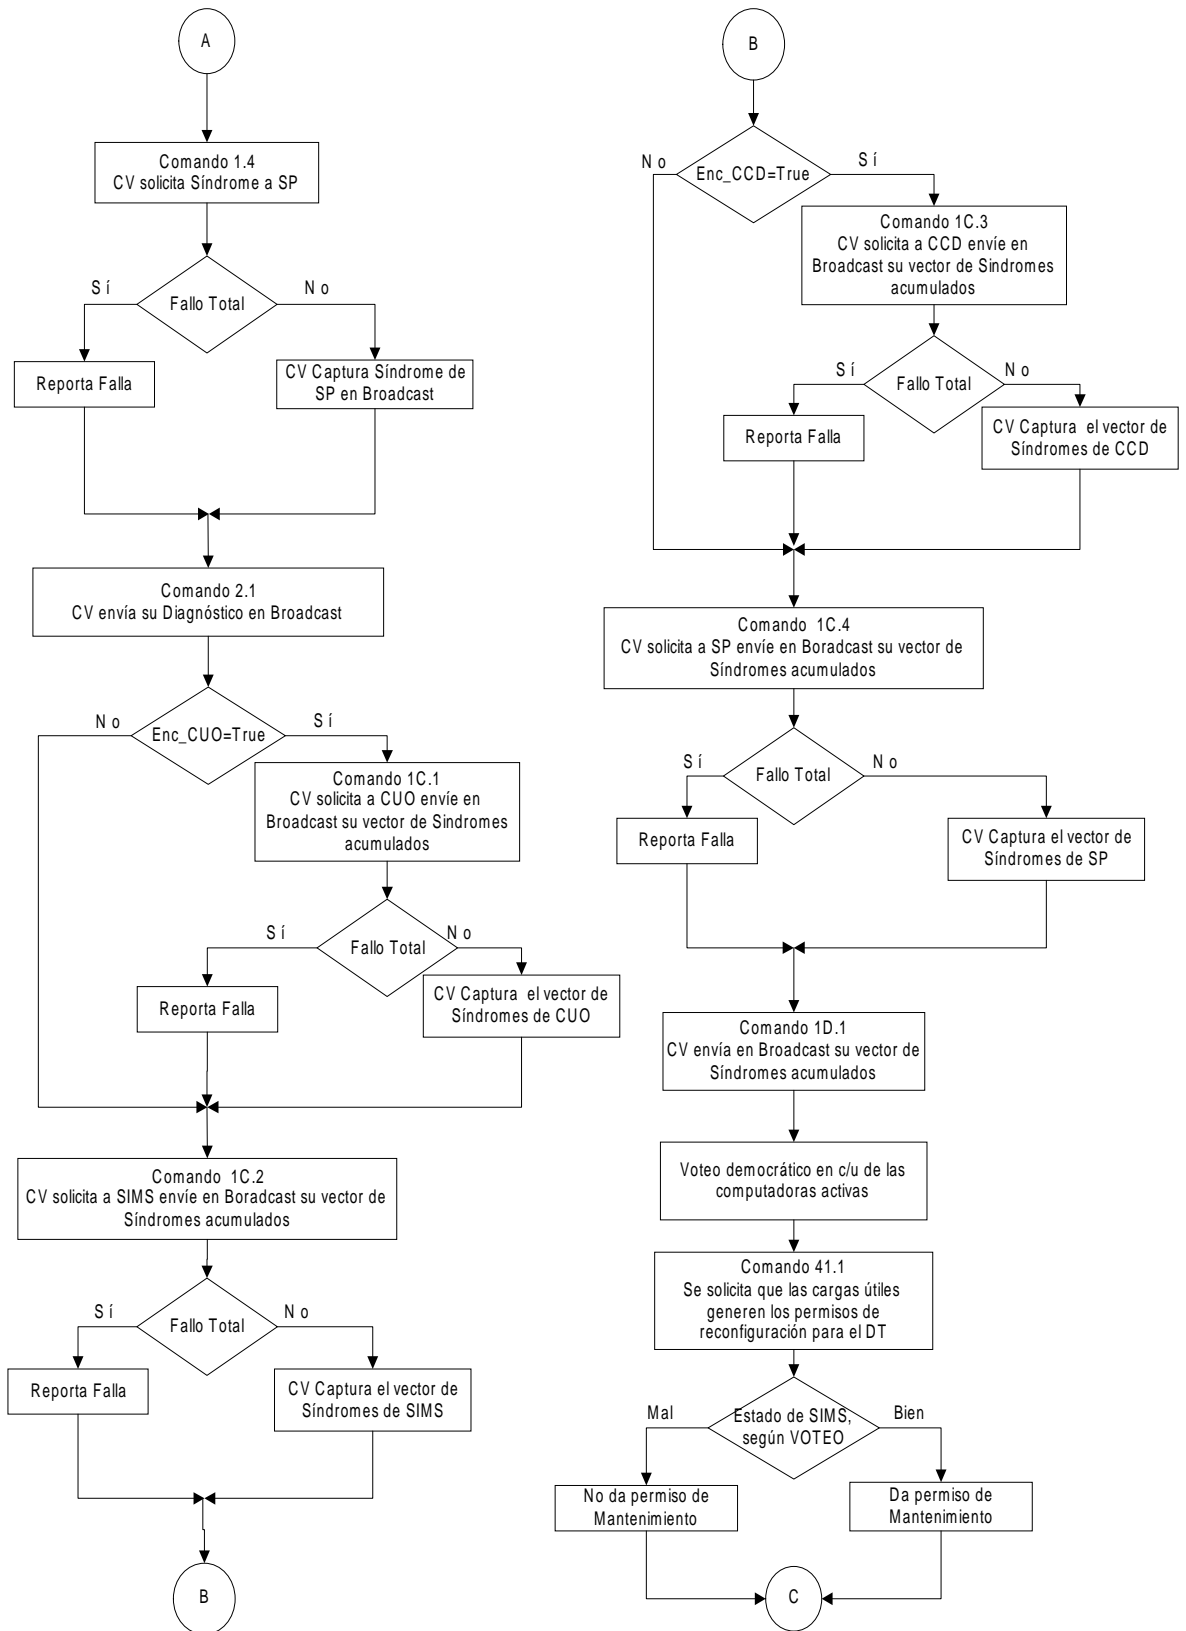 A
Comando 1.4
CV solicita Síndrome a SP
Sí
Fallo Total
No
Reporta Falla
CV Captura Síndrome de
SP en Broadcast
Comando 2.1
CV envía su Diagnóstico en Broadcast
No
Enc_CUO=True
Sí
Comando 1C.1
CV solicita a CUO envíe en
Broadcast su vector de Sindromes
acumulados
Sí
Fallo Total
No
Reporta Falla
CV Captura el vector de
Síndromes de CUO
Comando 1C.2
CV solicita a SIMS envíe en Boradcast su vector de
Síndromes acumulados
Sí
Fallo Total
No
Reporta Falla
CV Captura el vector de
Síndromes de SIMS
B
B
No
Enc_CCD=True
Sí
Comando 1C.3
CV solicita a CCD envíe en
Broadcast su vector de Sindromes
acumulados
Sí
Fallo Total
No
Reporta Falla
CV Captura el vector de
Síndromes de CCD
Comando 1C.4
CV solicita a SP envíe en Boradcast su vector de
Síndromes acumulados
Sí
Fallo Total
No
Reporta Falla
CV Captura el vector de
Síndromes de SP
Comando 1D.1
CV envía en Broadcast su vector de
Síndromes acumulados
Voteo democrático en c/u de las
computadoras activas
Comando 41.1
Se solicita que las cargas útiles
generen los permisos de
reconfiguración para el DT
Mal
Estado de SIMS,
según VOTEO
Bien
No da permiso de
Mantenimiento
Da permiso de
Mantenimiento
C